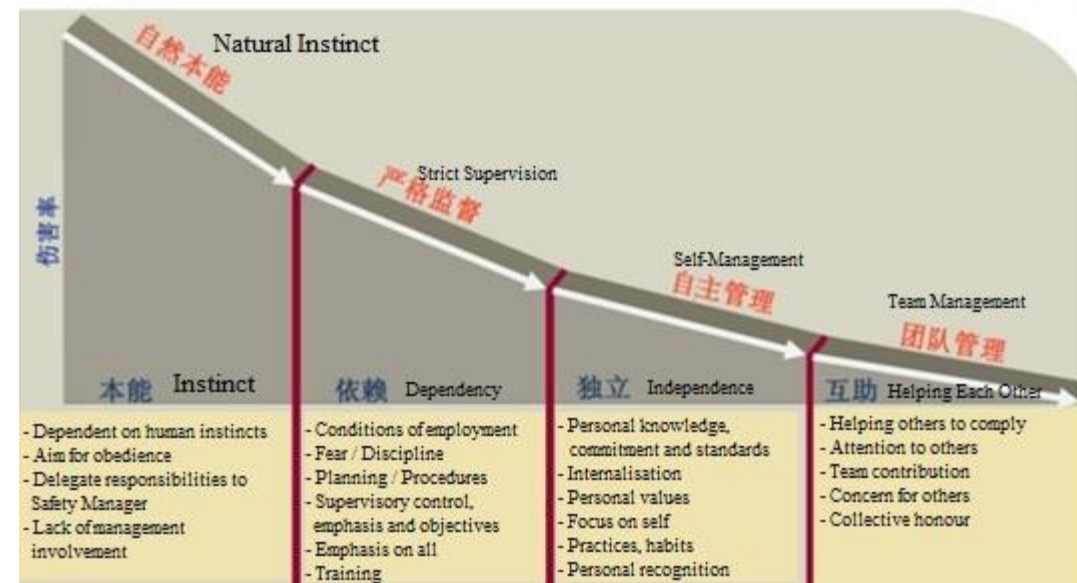 Natural Instinct
自然本能
Strict Supervision
严格监督
Self-Management
自主管理
Team Management
团队管理
伤害率
本能 Instinct
依赖 Dependency
独立 Independence
互助 Helping Each Other
- Dependent on human instincts
- Aim for obedience
- Delegate responsibilities to
Safety Manager
- Lack of management
involvement
- Conditions of employment
- Fear / Discipline
- Planning / Procedures
- Supervisory control,
emphasis and objectives
- Emphasis on all
- Training
- Personal knowledge,
commitment and standards
- Internalisation
- Personal values
- Focus on self
- Practices, habits
- Personal recognition
- Helping others to comply
- Attention to others
- Team contribution
- Concern for others
- Collective honour